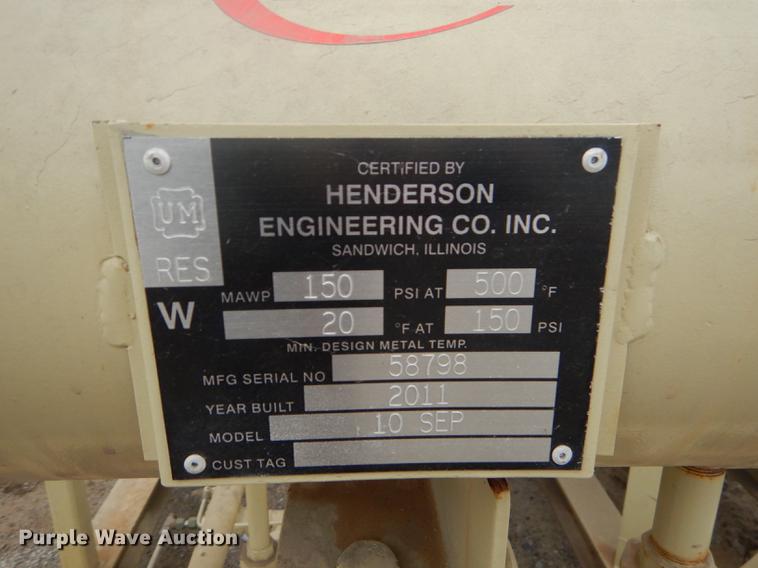 UM
RES
W
CERTIFIED BY
HENDERSON
ENGINEERING CO. INC.
SANDWICH, ILLINOIS
MAWP 150 PSI AT 500 °F
20 °F AT 150 PSI
MIN. DESIGN METAL TEMP.
MFG SERIAL NO 58798
YEAR BUILT 2011
MODEL 10 SEP
CUST TAG
Purple Wave Auction